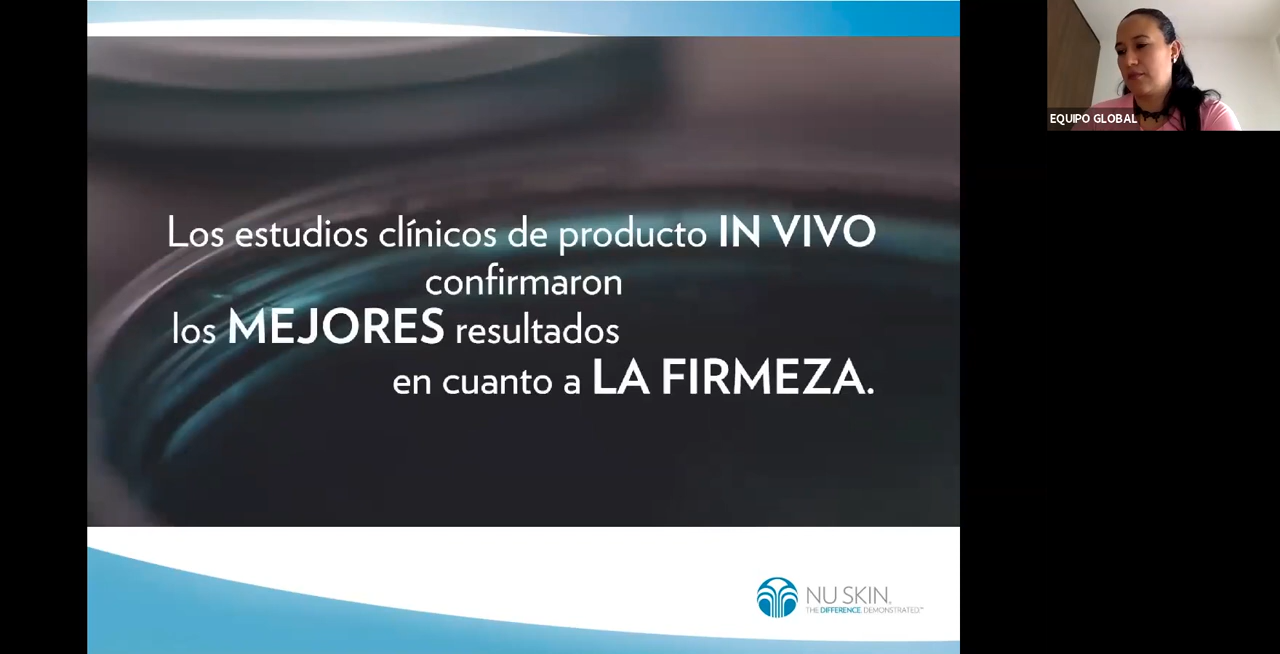 Los estudios clínicos de producto IN VIVO
confirmaron
los MEJORES resultados
en cuanto a LA FIRMEZA.
EQUIPO GLOBAL
NU SKIN.
THE DIFFERENCE. DEMONSTRATED.™